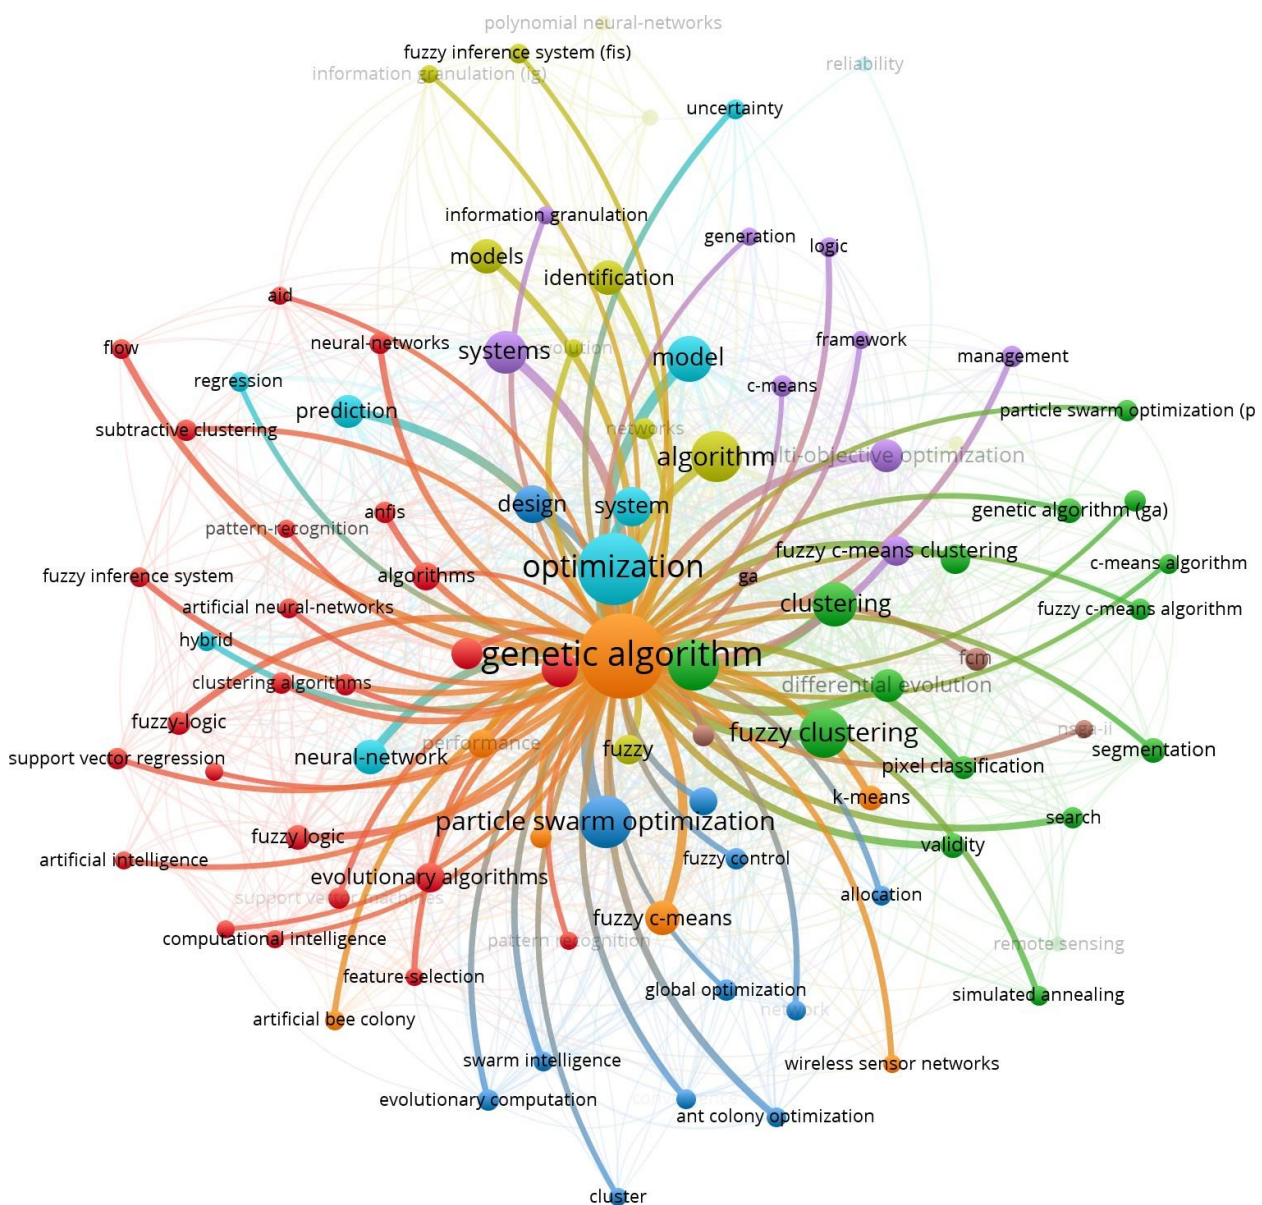 polynomial neural-networks
fuzzy inference system (fis)
information granulation (ig)
reliability
uncertainty
information granulation
generation
logic
models
identification
aid
neural-networks
flow
systems
evolution
model
framework
management
regression
c-means
prediction
particle swarm optimization (p
subtractive clustering
networks
algorithm
multi-objective optimization
design
system
anfis
genetic algorithm (ga)
pattern-recognition
optimization
fuzzy c-means clustering
c-means algorithm
fuzzy inference system
algorithms
ga
clustering
fuzzy c-means algorithm
artificial neural-networks
hybrid
genetic algorithm
fcm
clustering algorithms
differential evolution
fuzzy-logic
fuzzy clustering
nsga-ii
performance
fuzzy
segmentation
support vector regression
neural-network
pixel classification
k-means
particle swarm optimization
search
fuzzy logic
validity
artificial intelligence
fuzzy control
evolutionary algorithms
allocation
support vector machines
fuzzy c-means
computational intelligence
pattern recognition
remote sensing
feature-selection
global optimization
simulated annealing
network
artificial bee colony
swarm intelligence
wireless sensor networks
evolutionary computation
ant colony optimization
cluster